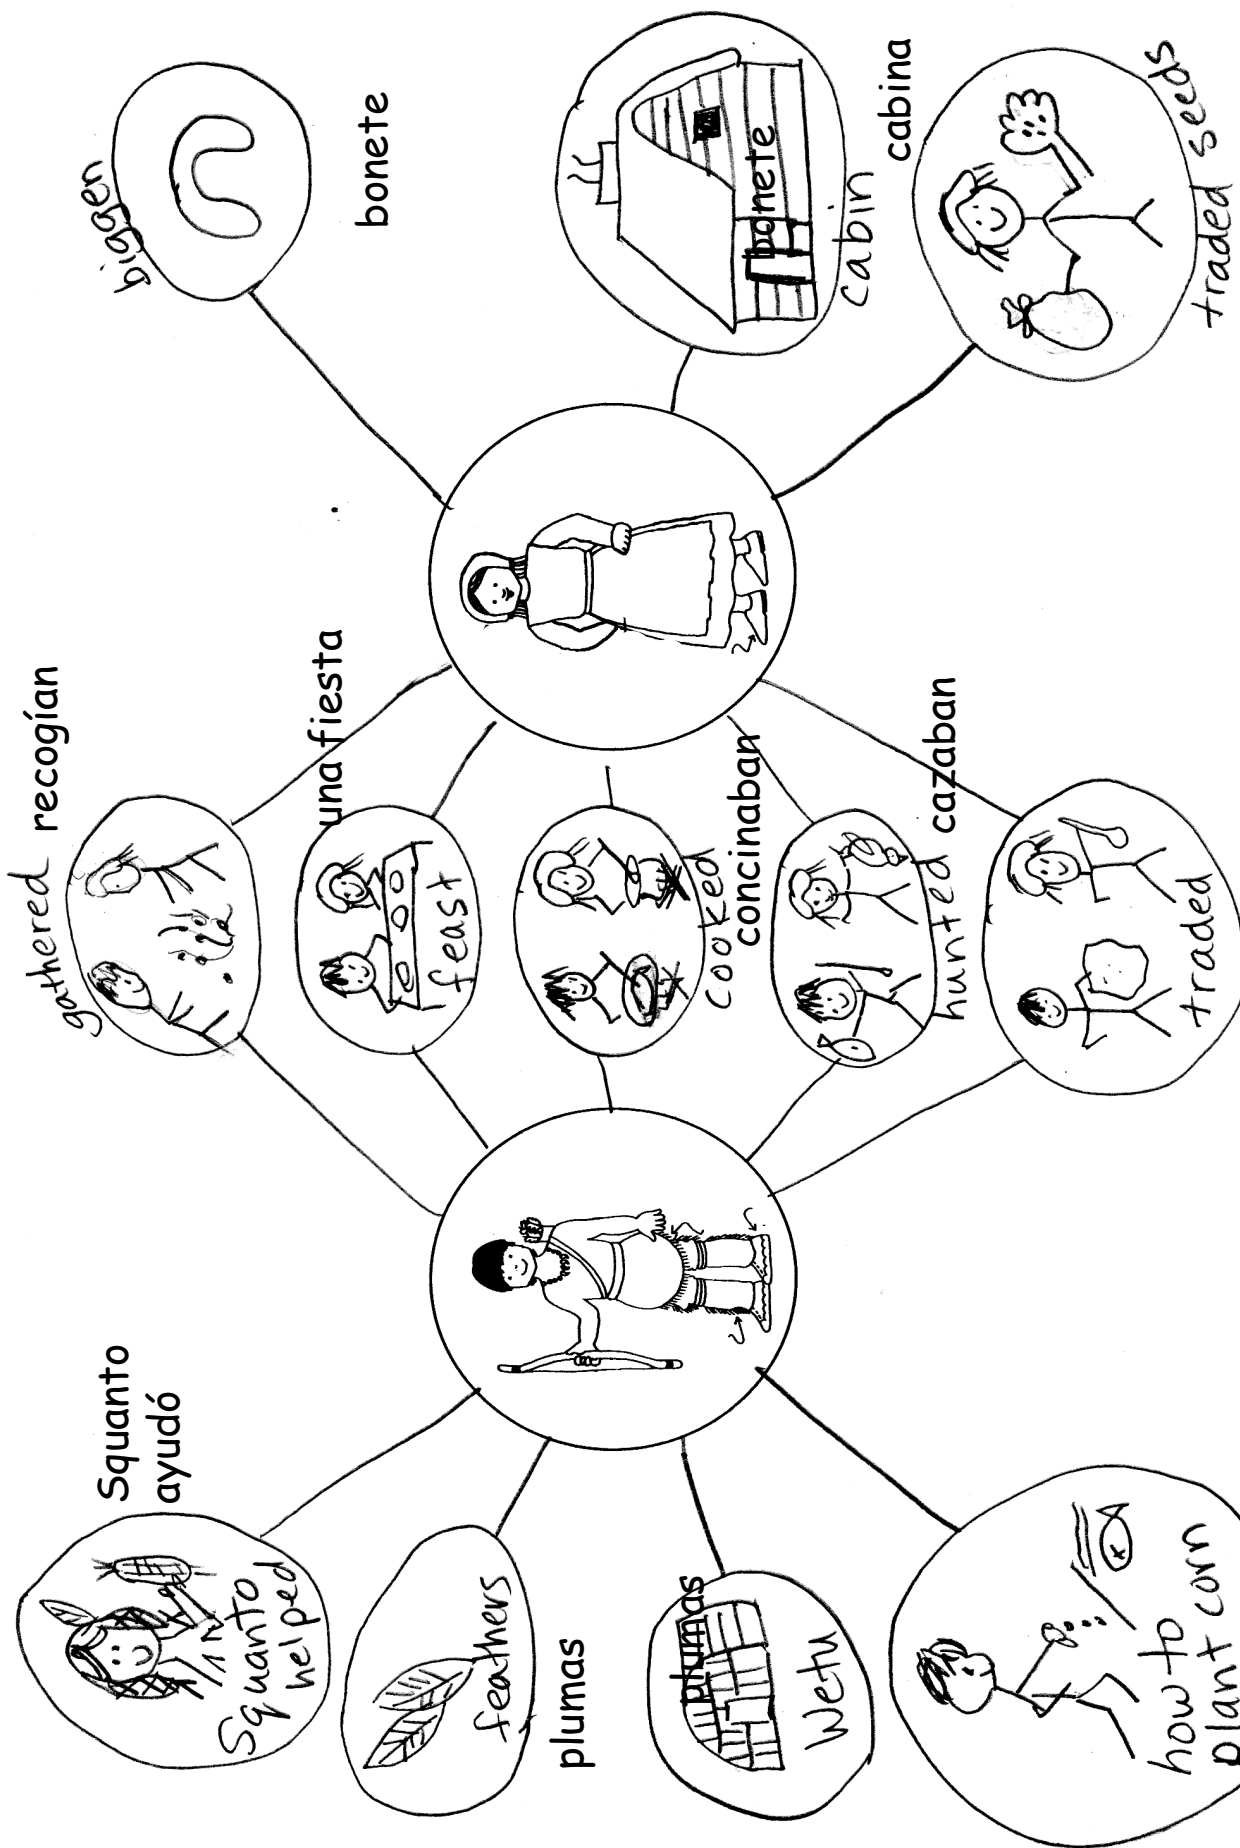 Squanto
ayudó
Squanto
helped
feathers
plumas
plumas
Wetu
how to
plant corn
gathered recogían
una fiesta
feast
cooked
concinaban
hunted
cazaban
traded
biggen
bonete
bonete
cabin
cabina
traded seeds